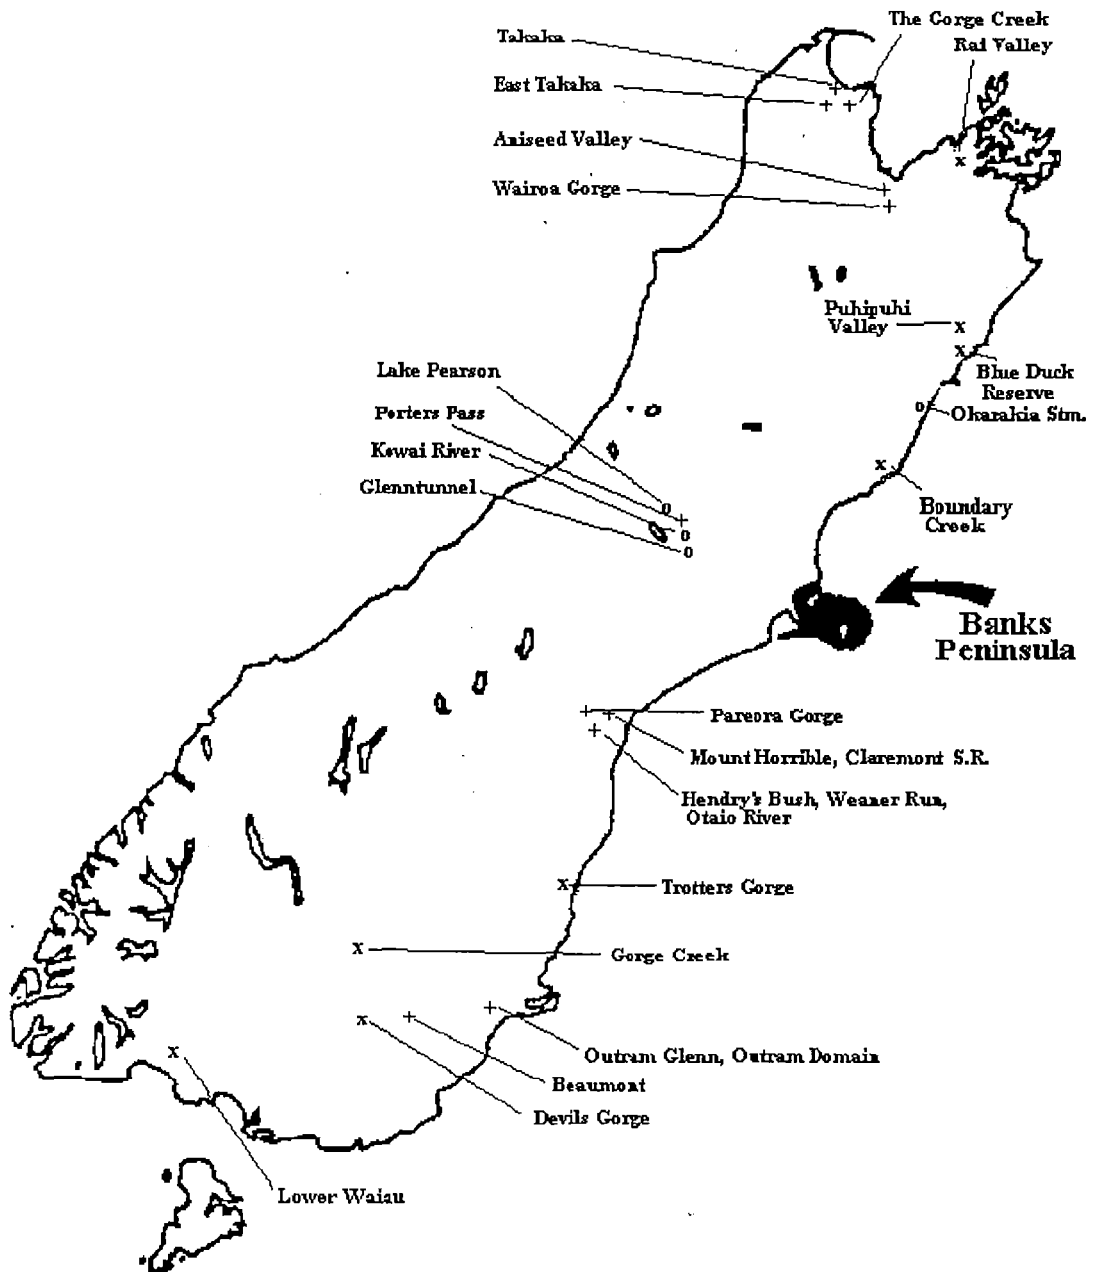 The Gorge Creek
Takaka
Rai Valley
East Takaka
Aniseed Valley
Wairoa Gorge
Puhipuhi
Valley
Lake Pearson
Blue Duck
Reserve
Porters Pass
Okarakia Stm.
Kowai River
Glenntunnel
Boundary
Creek
Banks
Peninsula
Pareora Gorge
Mount Horrible, Claremont S.R.
Hendry's Bush, Weaner Run,
Otaio River
Trotters Gorge
Gorge Creek
Outram Glenn, Outram Domain
Beaumont
Devils Gorge
Lower Waiau